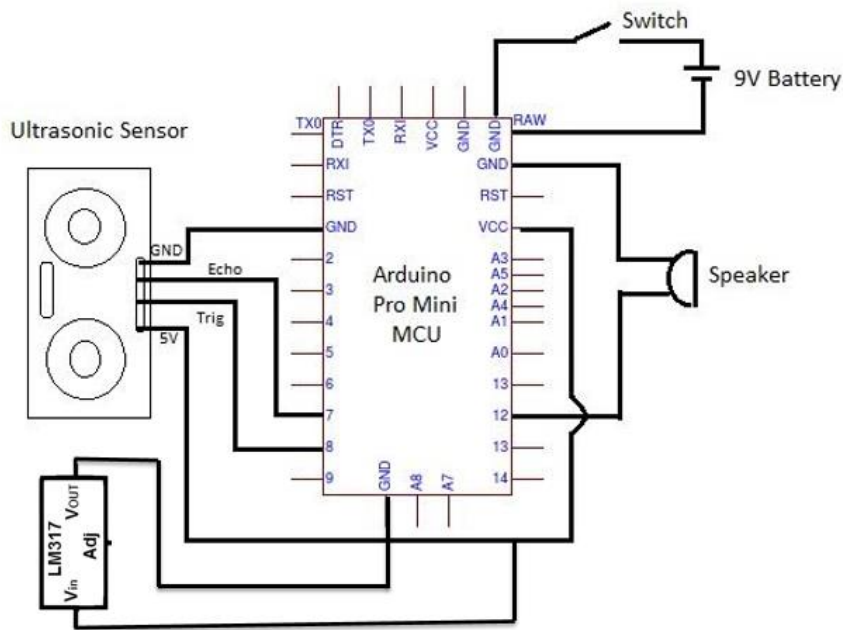 Switch
9V Battery
Ultrasonic Sensor
TX0
DTR
TX0
RXI
VCC
GND
GND
RAW
RXI
GND
RST
RST
GND
VCC
GND
Echo
Trig
5V
2
3
4
5
6
7
8
9
Arduino
Pro Mini
MCU
A3
A5
A2
A4
A1
A0
13
12
13
14
Speaker
GND
A8
A7
LM317
Vin
Adj
VOUT